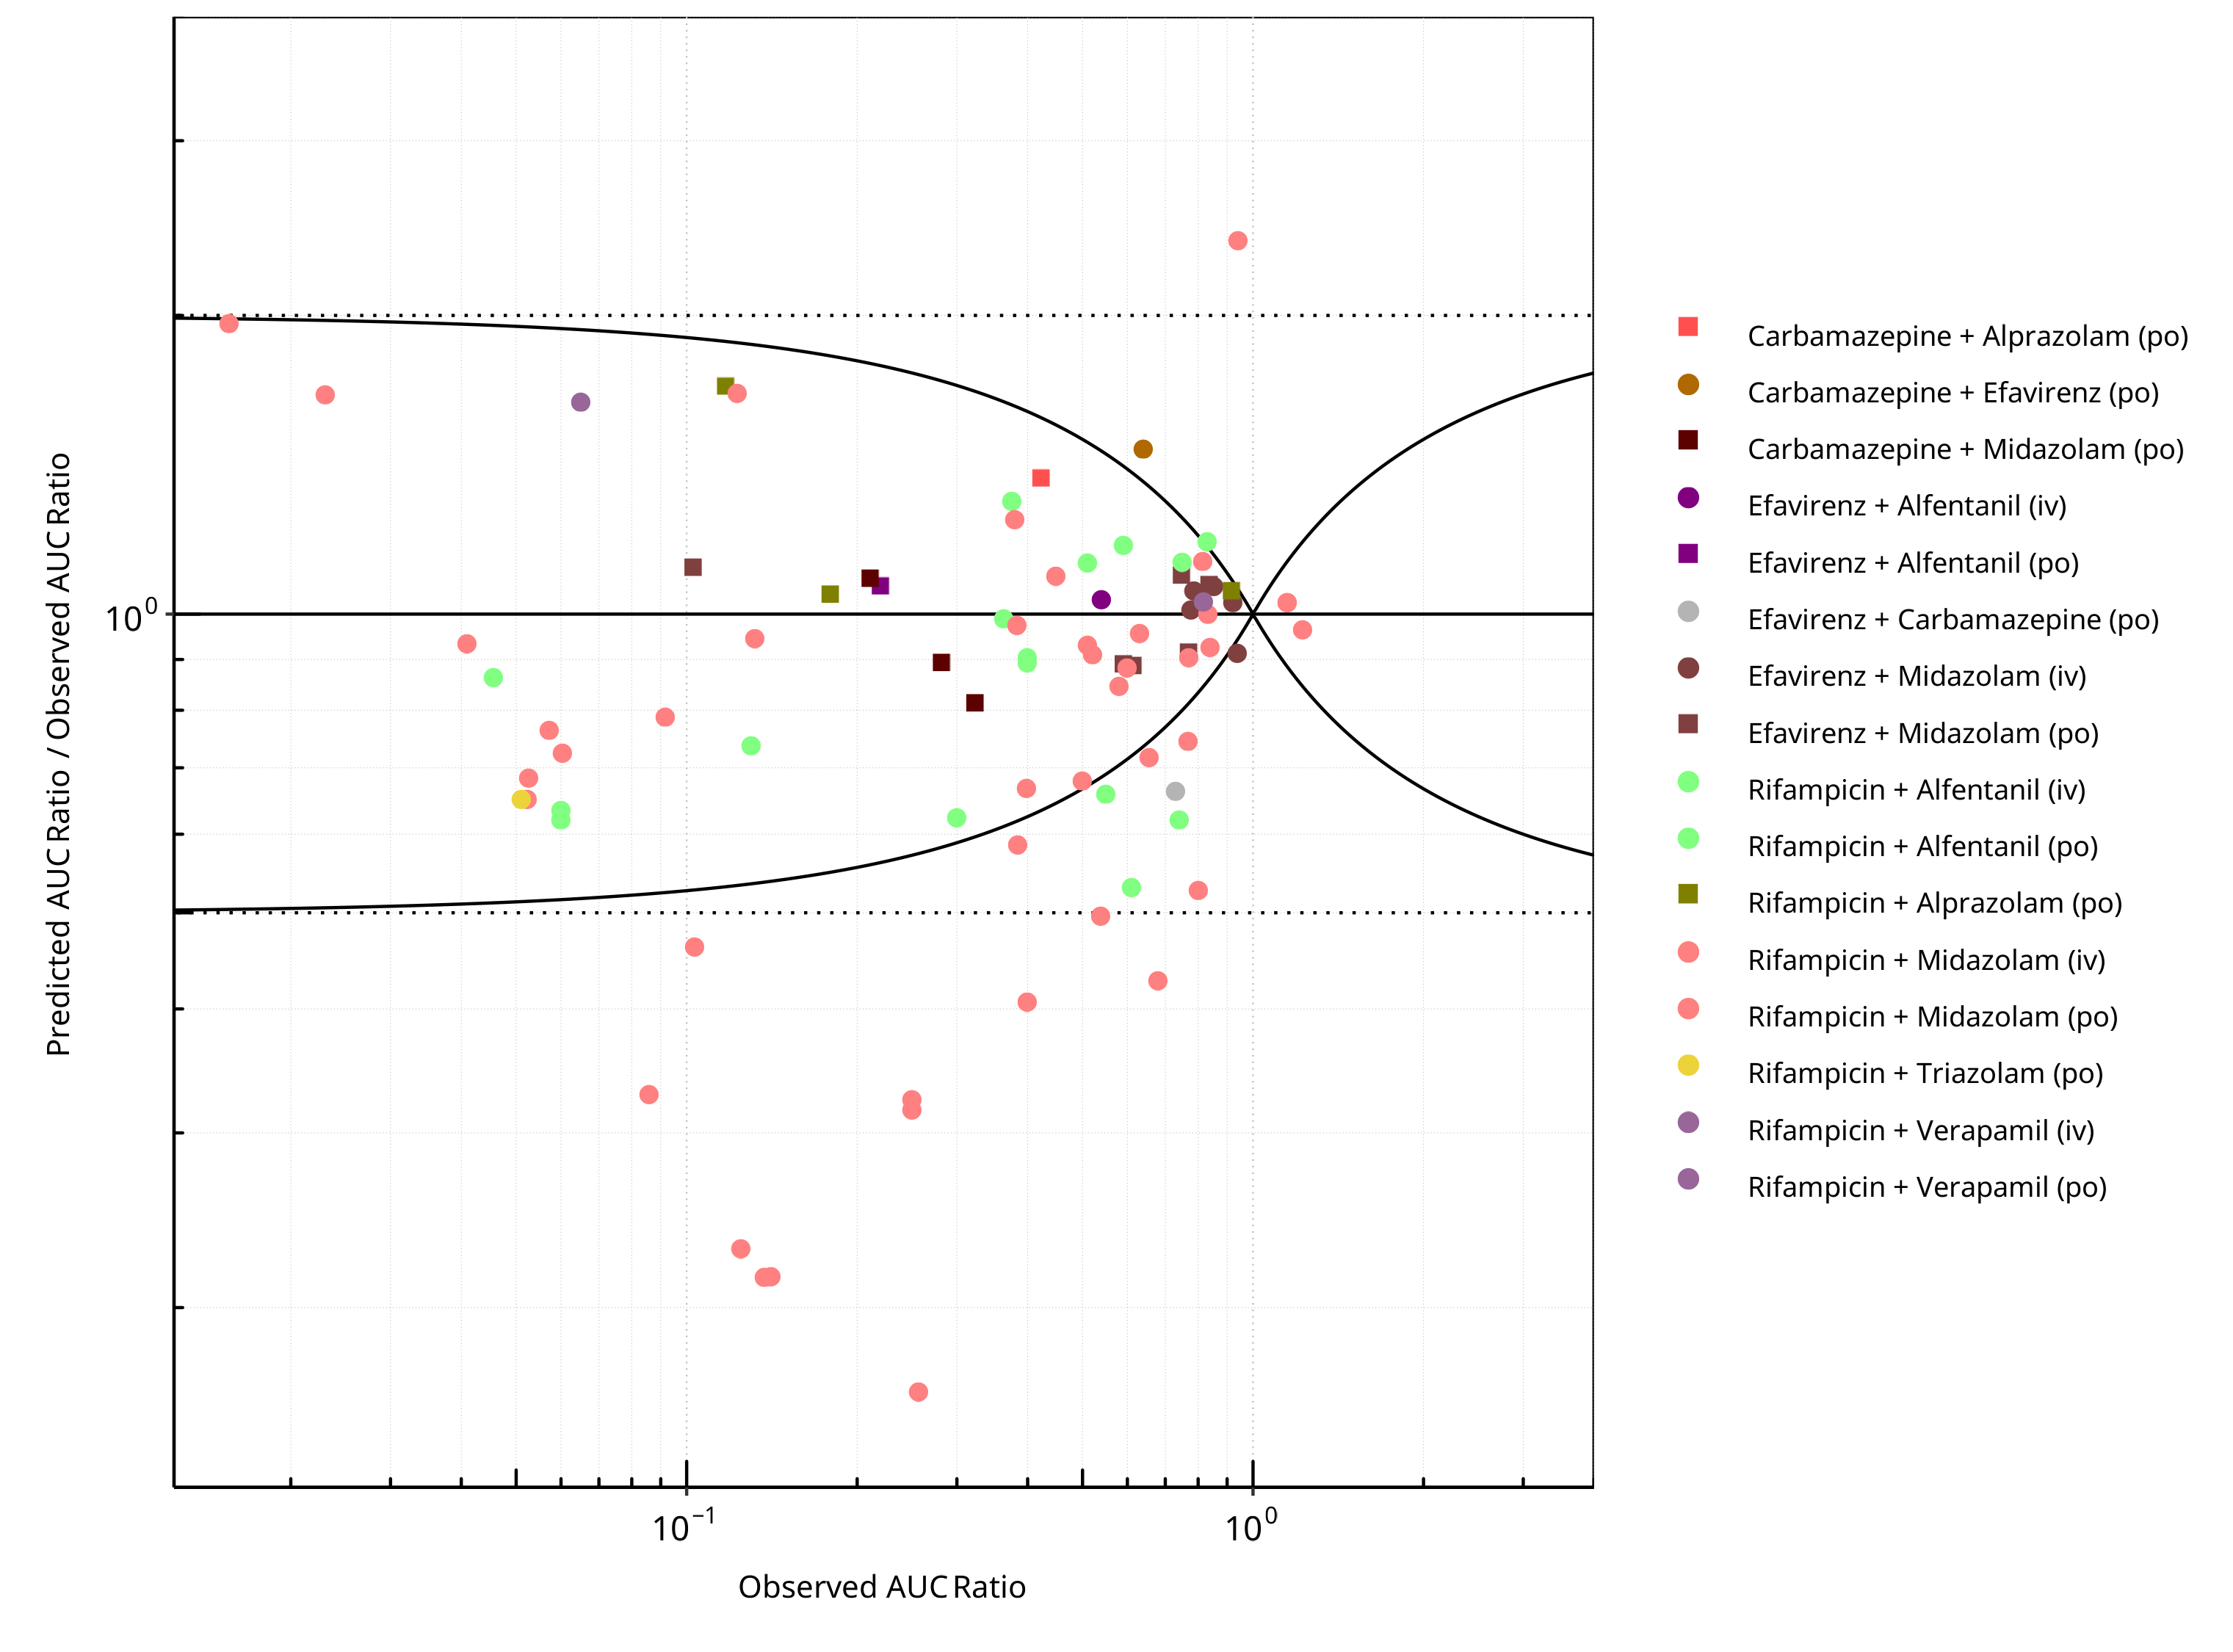 Predicted AUC Ratio / Observed AUC Ratio
10^0
10^−1
10^0
Observed AUC Ratio
Carbamazepine + Alprazolam (po)
Carbamazepine + Efavirenz (po)
Carbamazepine + Midazolam (po)
Efavirenz + Alfentanil (iv)
Efavirenz + Alfentanil (po)
Efavirenz + Carbamazepine (po)
Efavirenz + Midazolam (iv)
Efavirenz + Midazolam (po)
Rifampicin + Alfentanil (iv)
Rifampicin + Alfentanil (po)
Rifampicin + Alprazolam (po)
Rifampicin + Midazolam (iv)
Rifampicin + Midazolam (po)
Rifampicin + Triazolam (po)
Rifampicin + Verapamil (iv)
Rifampicin + Verapamil (po)